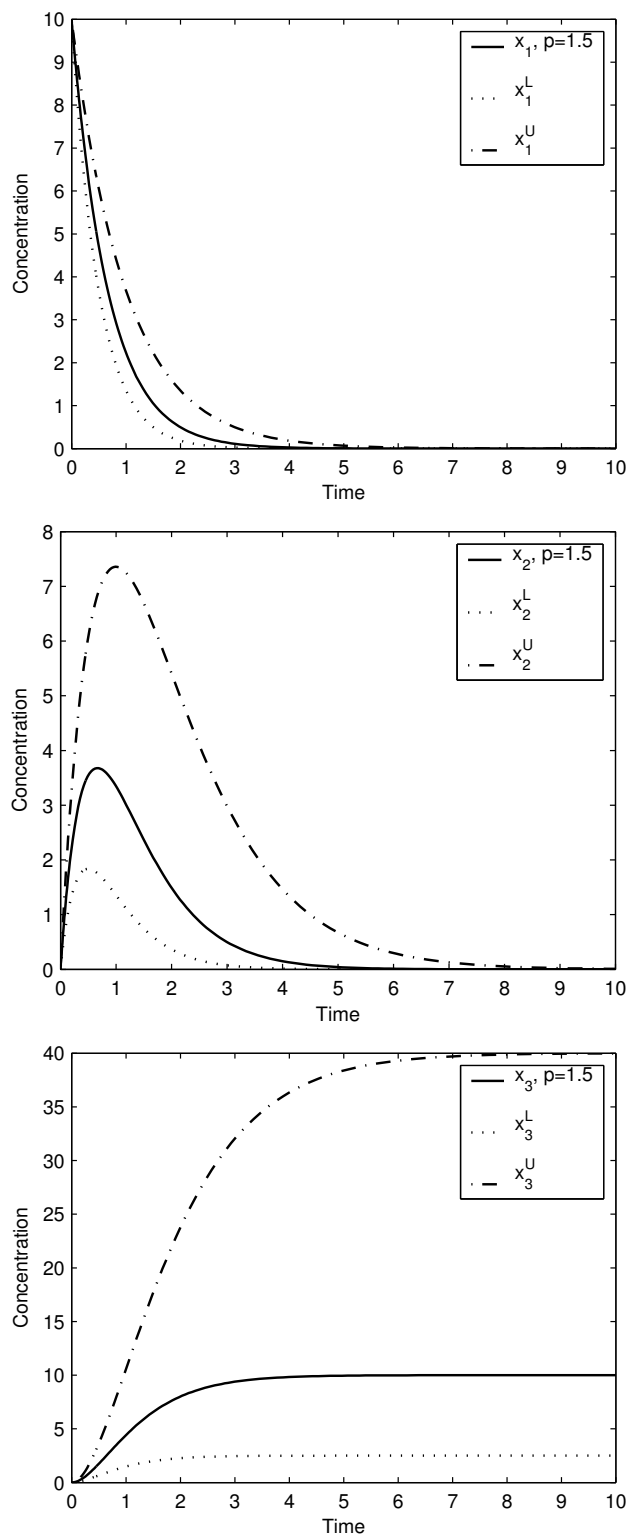 10
9
8
7
6
5
4
3
2
1
0
Concentration
x₁, p=1.5
x₁ᴸ
x₁ᵁ
0 1 2 3 4 5 6 7 8 9 10
Time
8
7
6
5
4
3
2
1
0
Concentration
x₂, p=1.5
x₂ᴸ
x₂ᵁ
0 1 2 3 4 5 6 7 8 9 10
Time
40
35
30
25
20
15
10
5
0
Concentration
x₃, p=1.5
x₃ᴸ
x₃ᵁ
0 1 2 3 4 5 6 7 8 9 10
Time